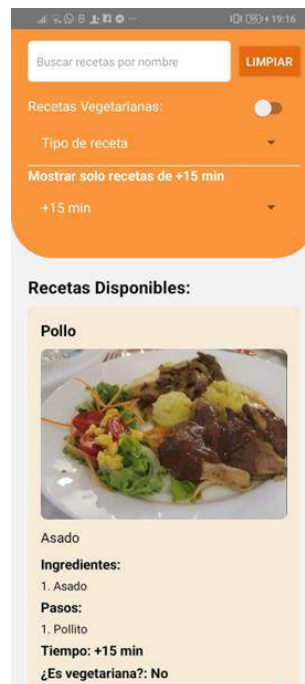 19:16
Buscar recetas por nombre
LIMPIAR
Recetas Vegetarianas:
Tipo de receta
Mostrar solo recetas de +15 min
+15 min
Recetas Disponibles:
Pollo
Asado
Ingredientes:
1. Asado
Pasos:
1. Pollito
Tiempo: +15 min
¿Es vegetariana?: No